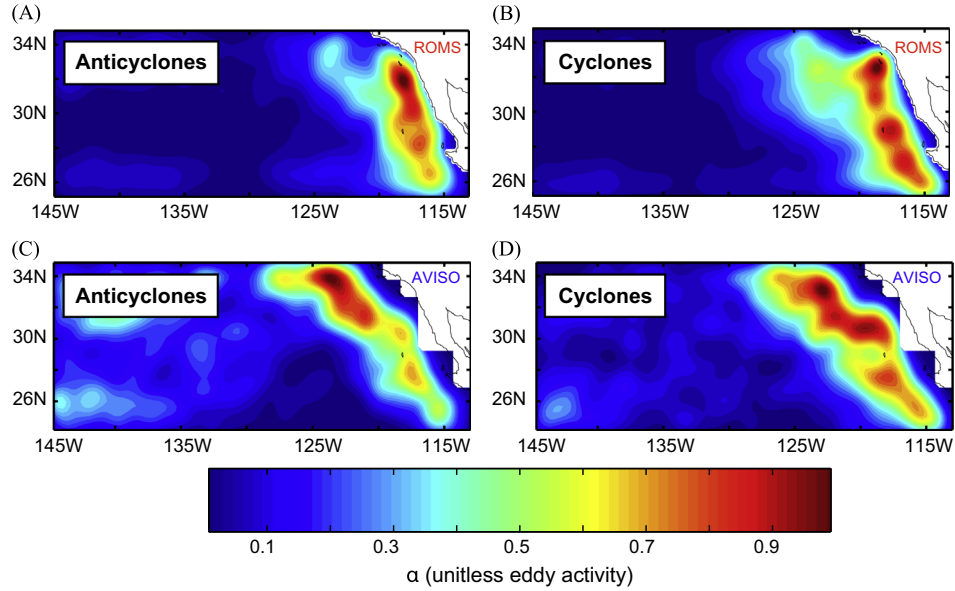 (A)
(B)
34N
Anticyclones
ROMS
34N
Cyclones
ROMS
30N
30N
26N
26N
145W 135W 125W 115W
145W 135W 125W 115W
(C)
(D)
34N
Anticyclones
AVISO
34N
Cyclones
AVISO
30N
30N
26N
26N
145W 135W 125W 115W
145W 135W 125W 115W
0.1 0.3 0.5 0.7 0.9
α (unitless eddy activity)